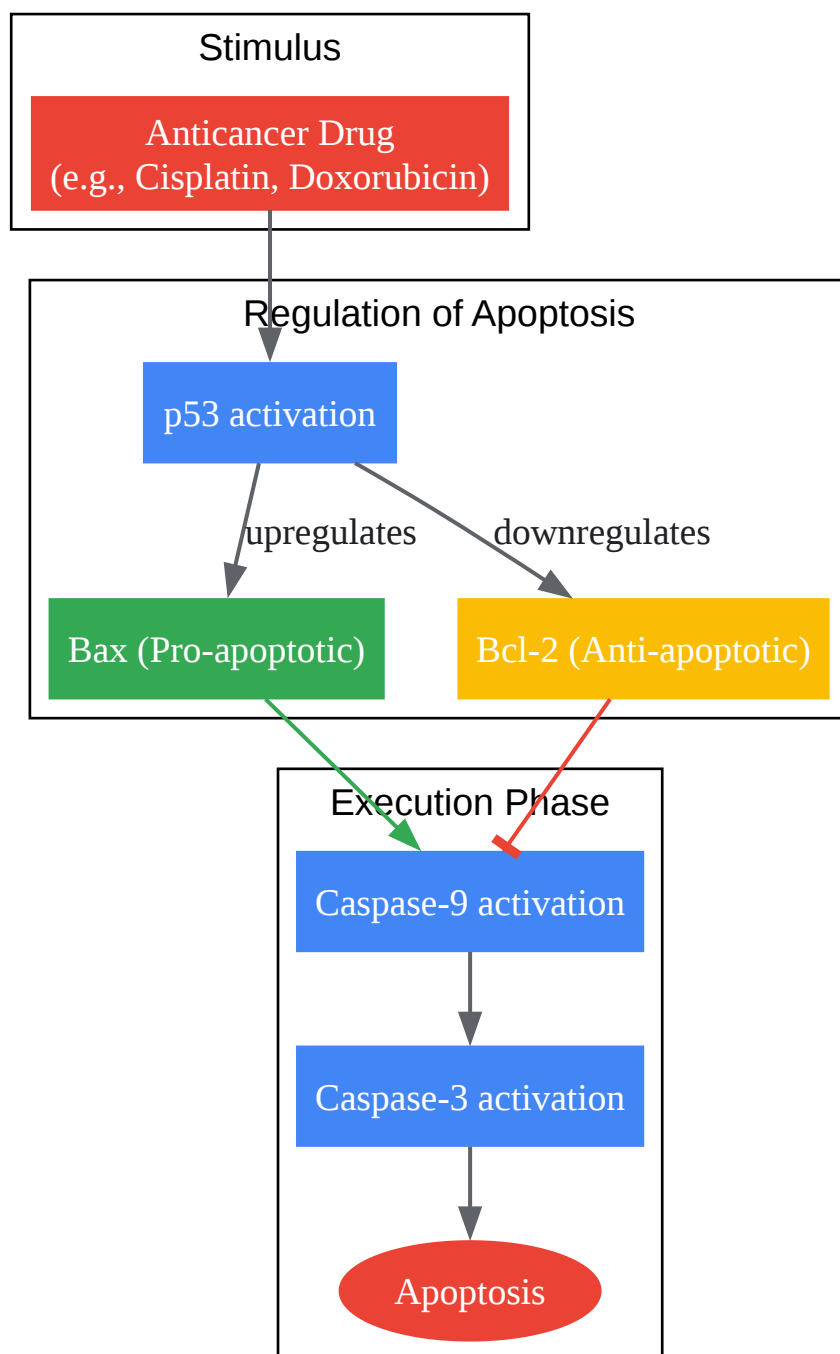 Stimulus
Anticancer Drug
(e.g., Cisplatin, Doxorubicin)
Regulation of Apoptosis
p53 activation
upregulates
downregulates
Bax (Pro-apoptotic)
Bcl-2 (Anti-apoptotic)
Execution Phase
Caspase-9 activation
Caspase-3 activation
Apoptosis